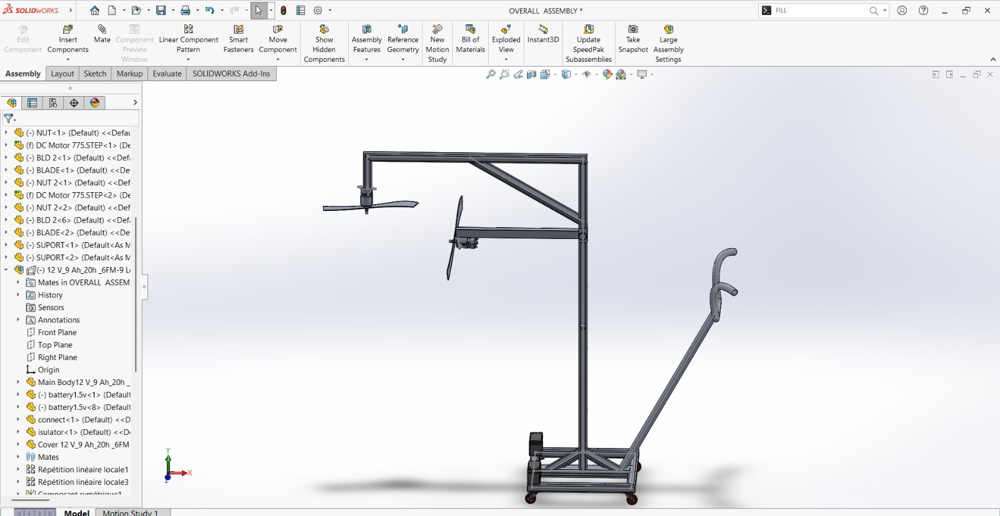 SOLIDWORKS
OVERALL ASSEMBLY *
FILL
Edit Component
Insert Components
Mate
Component Preview Window
Linear Component Pattern
Smart Fasteners
Move Component
Show Hidden Components
Assembly Features
Reference Geometry
New Motion Study
Bill of Materials
Exploded View
Instant3D
Update SpeedPak Subassemblies
Take Snapshot
Large Assembly Settings
Assembly
Layout
Sketch
Markup
Evaluate
SOLIDWORKS Add-Ins
(-) NUT<1> (Default) <<Defau
(f) DC Motor 775.STEP<1> (De
(-) BLD 2<1> (Default) <<Def
(-) BLADE<1> (Default) <<De
(-) NUT 2<1> (Default) <<Def
(f) DC Motor 775.STEP<2> (De
(-) NUT 2<2> (Default) <<Def
(-) BLD 2<6> (Default) <<Def
(-) BLADE<2> (Default) <<De
(-) SUPORT<1> (Default<As M
(-) SUPORT<2> (Default<As M
(-) 12 V_9 Ah_20h _6FM-9 L
Mates in OVERALL ASSEM
History
Sensors
Annotations
Front Plane
Top Plane
Right Plane
Origin
Main Body12 V_9 Ah_20h _
(-) battery1.5v<1> (Default
(-) battery1.5v<8> (Default
connect<1> (Default) <<D
isulator<1> (Default) <<D
Cover 12 V_9 Ah_20h _6FM-
Mates
Répétition linéaire locale1
Répétition linéaire locale3
Composant symétrique1
Y
X
Z
Model
Motion Study 1